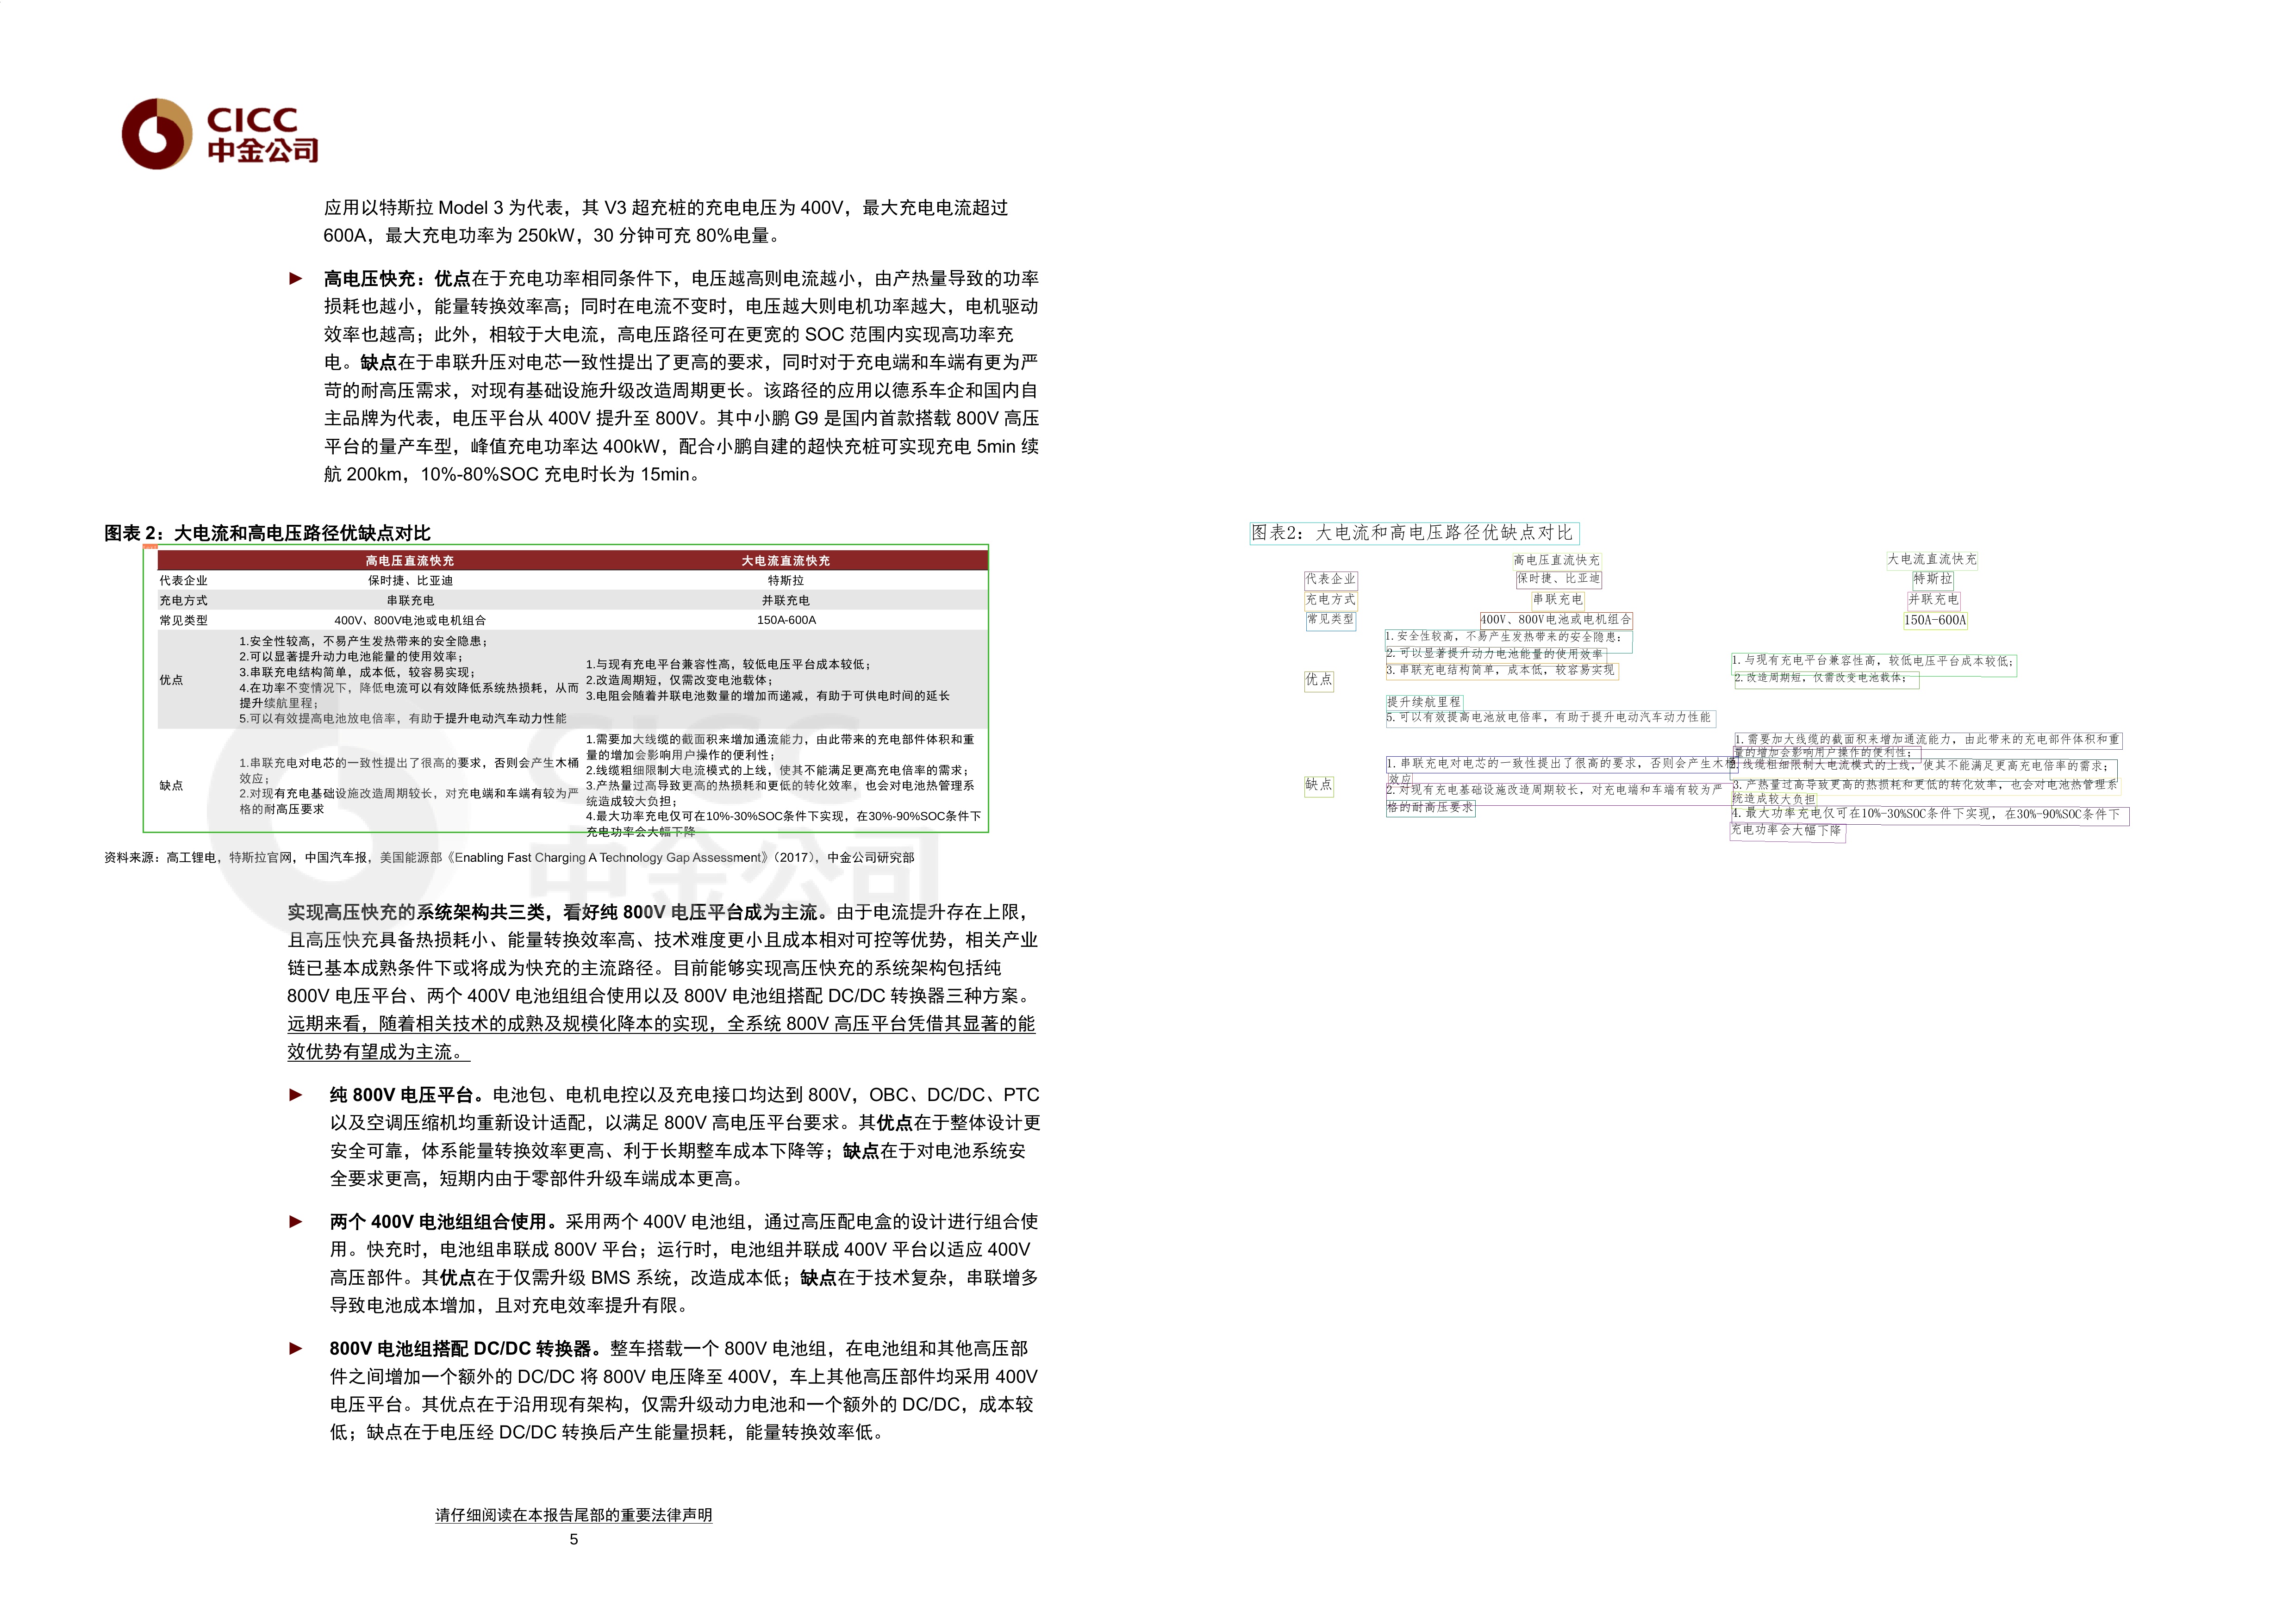 CICC
中金公司
应用以特斯拉 Model 3 为代表，其 V3 超充桩的充电电压为 400V，最大充电电流超过
600A，最大充电功率为 250kW，30 分钟可充 80%电量。
► 高电压快充：优点在于充电功率相同条件下，电压越高则电流越小，由产热量导致的功率
损耗也越小，能量转换效率高；同时在电流不变时，电压越大则电机功率越大，电机驱动
效率也越高；此外，相较于大电流，高电压路径可在更宽的 SOC 范围内实现高功率充
电。缺点在于串联升压对电芯一致性提出了更高的要求，同时对于充电端和车端有更为严
苛的耐高压需求，对现有基础设施升级改造周期更长。该路径的应用以德系车企和国内自
主品牌为代表，电压平台从 400V 提升至 800V。其中小鹏 G9 是国内首款搭载 800V 高压
平台的量产车型，峰值充电功率达 400kW，配合小鹏自建的超快充桩可实现充电 5min 续
航 200km，10%-80%SOC 充电时长为 15min。
图表 2：大电流和高电压路径优缺点对比
高电压直流快充 大电流直流快充
代表企业 保时捷、比亚迪 特斯拉
充电方式 串联充电 并联充电
常见类型 400V、800V电池或电机组合 150A-600A
优点
1.安全性较高，不易产生发热带来的安全隐患；
2.可以显著提升动力电池能量的使用效率；
3.串联充电结构简单，成本低，较容易实现；
4.在功率不变情况下，降低电流可以有效降低系统热损耗，从而
提升续航里程；
5.可以有效提高电池放电倍率，有助于提升电动汽车动力性能
1.与现有充电平台兼容性高，较低电压平台成本较低；
2.改造周期短，仅需改变电池载体；
3.电阻会随着并联电池数量的增加而递减，有助于可供电时间的延长
缺点
1.串联充电对电芯的一致性提出了很高的要求，否则会产生木桶
效应；
2.对现有充电基础设施改造周期较长，对充电端和车端有较为严
格的耐高压要求
1.需要加大线缆的截面积来增加通流能力，由此带来的充电部件体积和重
量的增加会影响用户操作的便利性；
2.线缆粗细限制大电流模式的上线，使其不能满足更高充电倍率的需求；
3.产热量过高导致更高的热损耗和更低的转化效率，也会对电池热管理系
统造成较大负担；
4.最大功率充电仅可在10%-30%SOC条件下实现，在30%-90%SOC条件下
充电功率会大幅下降
资料来源：高工锂电，特斯拉官网，中国汽车报，美国能源部《Enabling Fast Charging A Technology Gap Assessment》（2017），中金公司研究部
CICC
中金公司
实现高压快充的系统架构共三类，看好纯 800V 电压平台成为主流。由于电流提升存在上限，
且高压快充具备热损耗小、能量转换效率高、技术难度更小且成本相对可控等优势，相关产业
链已基本成熟条件下或将成为快充的主流路径。目前能够实现高压快充的系统架构包括纯
800V 电压平台、两个 400V 电池组组合使用以及 800V 电池组搭配 DC/DC 转换器三种方案。
远期来看，随着相关技术的成熟及规模化降本的实现，全系统 800V 高压平台凭借其显著的能
效优势有望成为主流。
► 纯 800V 电压平台。电池包、电机电控以及充电接口均达到 800V，OBC、DC/DC、PTC
以及空调压缩机均重新设计适配，以满足 800V 高电压平台要求。其优点在于整体设计更
安全可靠，体系能量转换效率更高、利于长期整车成本下降等；缺点在于对电池系统安
全要求更高，短期内由于零部件升级车端成本更高。
► 两个 400V 电池组组合使用。采用两个 400V 电池组，通过高压配电盒的设计进行组合使
用。快充时，电池组串联成 800V 平台；运行时，电池组并联成 400V 平台以适应 400V
高压部件。其优点在于仅需升级 BMS 系统，改造成本低；缺点在于技术复杂，串联增多
导致电池成本增加，且对充电效率提升有限。
► 800V 电池组搭配 DC/DC 转换器。整车搭载一个 800V 电池组，在电池组和其他高压部
件之间增加一个额外的 DC/DC 将 800V 电压降至 400V，车上其他高压部件均采用 400V
电压平台。其优点在于沿用现有架构，仅需升级动力电池和一个额外的 DC/DC，成本较
低；缺点在于电压经 DC/DC 转换后产生能量损耗，能量转换效率低。
请仔细阅读在本报告尾部的重要法律声明
5
图表2：大电流和高电压路径优缺点对比
高电压直流快充 大电流直流快充
代表企业 保时捷、比亚迪 特斯拉
充电方式 串联充电 并联充电
常见类型 400V、800V电池或电机组合 150A-600A
优点
1.安全性较高，不易产生发热带来的安全隐患：
2.可以显著提升动力电池能量的使用效率
3.串联充电结构简单，成本低，较容易实现
提升续航里程
5.可以有效提高电池放电倍率，有助于提升电动汽车动力性能
1.与现有充电平台兼容性高，较低电压平台成本较低；
2.改造周期短，仅需改变电池载体；
缺点
1.串联充电对电芯的一致性提出了很高的要求，否则会产生木桶
效应
2.对现有充电基础设施改造周期较长，对充电端和车端有较为严
格的耐高压要求
1.需要加大线缆的截面积来增加通流能力，由此带来的充电部件体积和重
量的增加会影响用户操作的便利性；
2.线缆粗细限制大电流模式的上线，使其不能满足更高充电倍率的需求；
3.产热量过高导致更高的热损耗和更低的转化效率，也会对电池热管理系
统造成较大负担
4.最大功率充电仅可在10%-30%SOC条件下实现，在30%-90%SOC条件下
充电功率会大幅下降